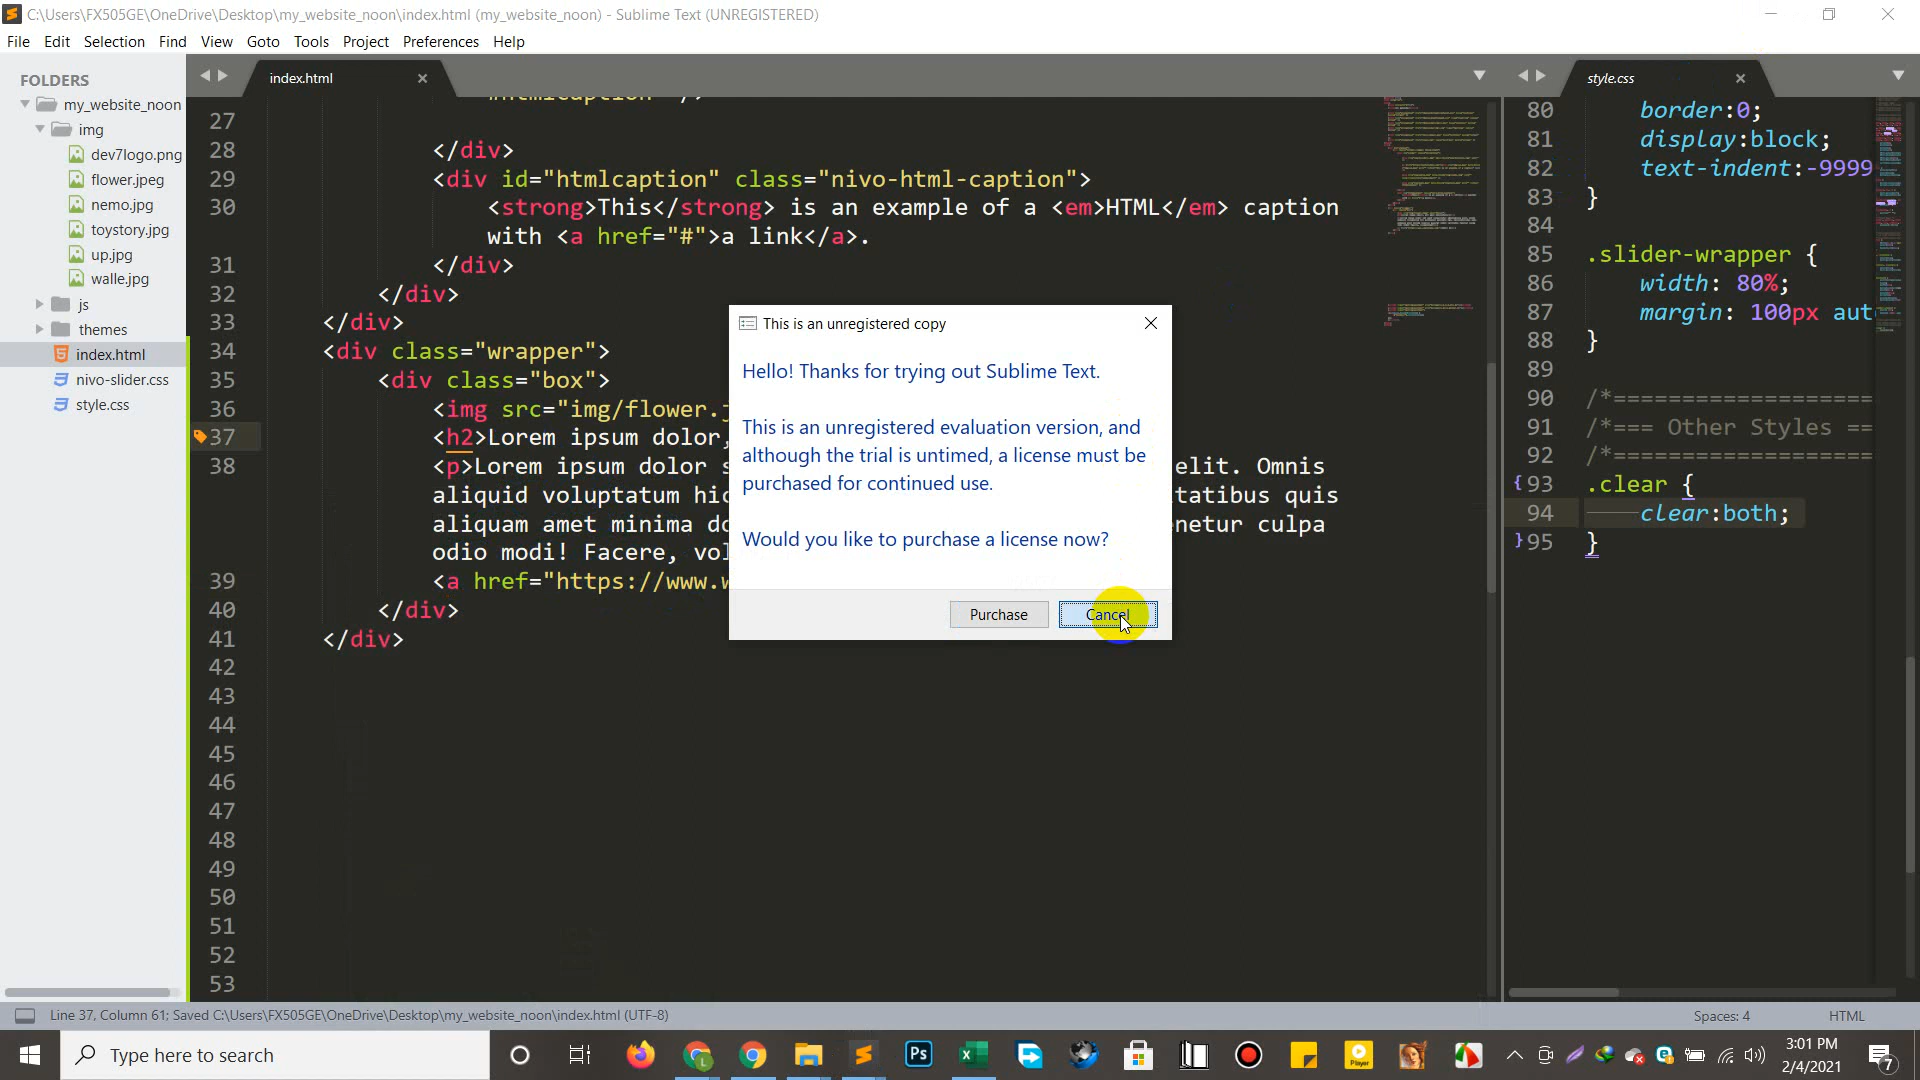 C:\Users\FX505GE\OneDrive\Desktop\my_website_noon\index.html (my_website_noon) - Sublime Text (UNREGISTERED)
File Edit Selection Find View Goto Tools Project Preferences Help
FOLDERS
my_website_noon
img
dev7logo.png
flower.jpeg
nemo.jpg
toystory.jpg
up.jpg
walle.jpg
js
themes
index.html
nivo-slider.css
style.css
index.html
27
28 </div>
29 <div id="htmlcaption" class="nivo-html-caption">
30 <strong>This</strong> is an example of a <em>HTML</em> caption
with <a href="#">a link</a>.
31 </div>
32 </div>
33 </div>
34 <div class="wrapper">
35 <div class="box">
36 <img src="img/flower.
37 <h2>Lorem ipsum dolor,
38 <p>Lorem ipsum dolor elit. Omnis
aliquid voluptatum tatibus quis
aliquam amet minima netur culpa
odio modi! Facere,
39 <a href="https://www.
40 </div>
41 </div>
42
43
44
45
46
47
48
49
50
51
52
53
style.css
80 border:0;
81 display:block;
82 text-indent:-9999
83 }
84
85 .slider-wrapper {
86 width: 80%;
87 margin: 100px aut
88 }
89
90 /*=====================
91 /*=== Other Styles ==
92 /*=====================
93 .clear {
94 clear:both;
95 }
This is an unregistered copy
Hello! Thanks for trying out Sublime Text.
This is an unregistered evaluation version, and
although the trial is untimed, a license must be
purchased for continued use.
Would you like to purchase a license now?
Purchase Cancel
Line 37, Column 61; Saved C:\Users\FX505GE\OneDrive\Desktop\my_website_noon\index.html (UTF-8)
Spaces: 4 HTML
Type here to search
Ps
Player
3:01 PM
2/4/2021
7